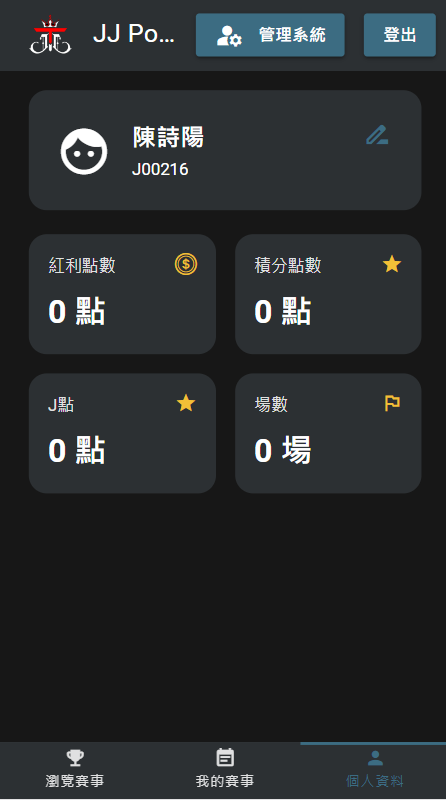 JJ Po...
管理系統
登出
陳詩陽
J00216
紅利點數
0 點
積分點數
0 點
J點
0 點
場數
0 場
瀏覽賽事
我的賽事
個人資料